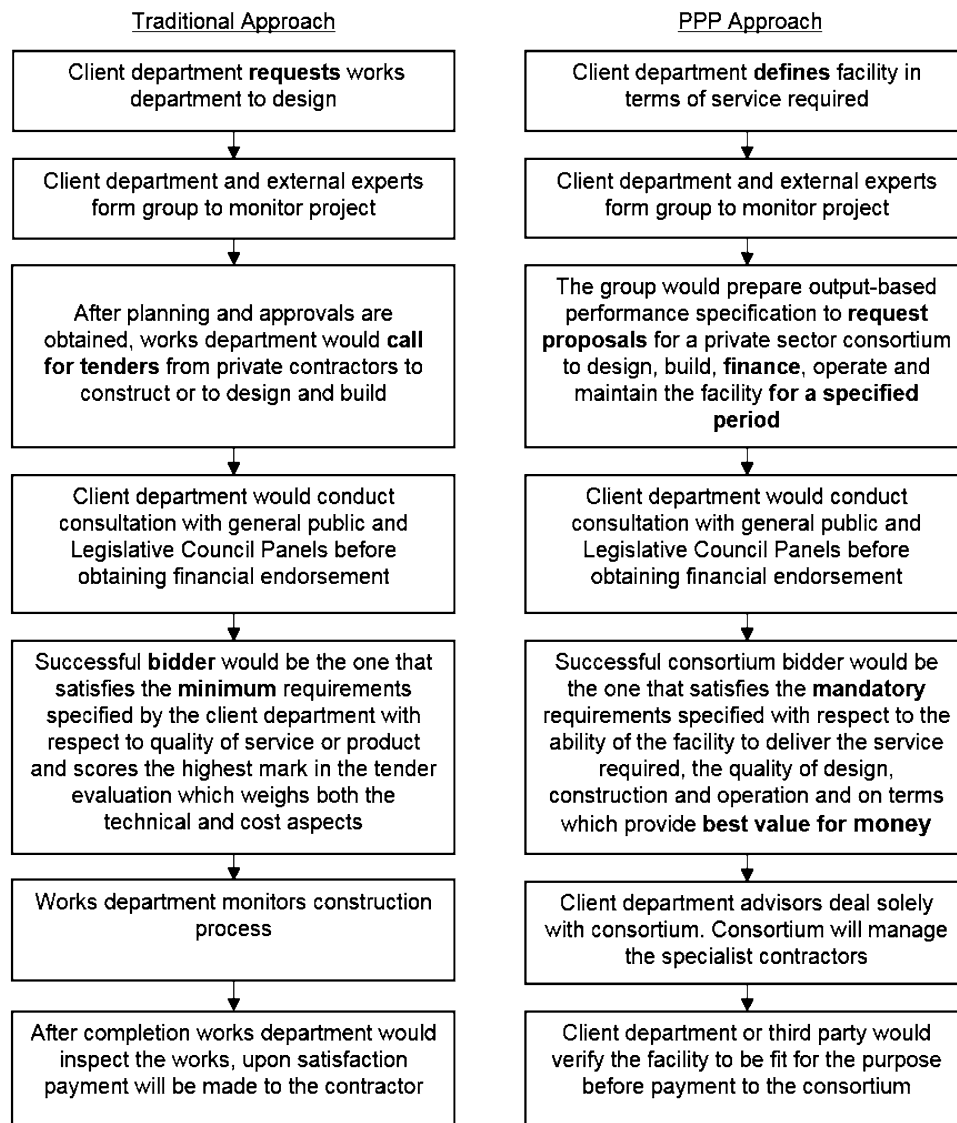 Traditional Approach
Client department requests works
department to design
Client department and external experts
form group to monitor project
After planning and approvals are
obtained, works department would call
for tenders from private contractors to
construct or to design and build
Client department would conduct
consultation with general public and
Legislative Council Panels before
obtaining financial endorsement
Successful bidder would be the one that
satisfies the minimum requirements
specified by the client department with
respect to quality of service or product
and scores the highest mark in the tender
evaluation which weighs both the
technical and cost aspects
Works department monitors construction
process
After completion works department would
inspect the works, upon satisfaction
payment will be made to the contractor
PPP Approach
Client department defines facility in
terms of service required
Client department and external experts
form group to monitor project
The group would prepare output-based
performance specification to request
proposals for a private sector consortium
to design, build, finance, operate and
maintain the facility for a specified
period
Client department would conduct
consultation with general public and
Legislative Council Panels before
obtaining financial endorsement
Successful consortium bidder would be
the one that satisfies the mandatory
requirements specified with respect to the
ability of the facility to deliver the service
required, the quality of design,
construction and operation and on terms
which provide best value for money
Client department advisors deal solely
with consortium. Consortium will manage
the specialist contractors
Client department or third party would
verify the facility to be fit for the purpose
before payment to the consortium